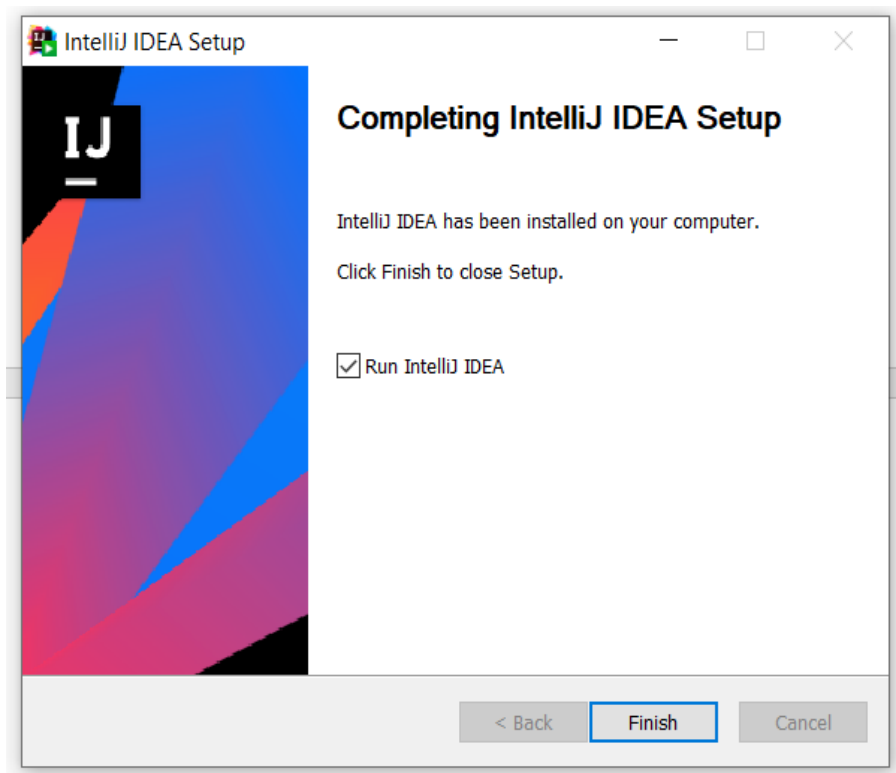 IntelliJ IDEA Setup
IJ
Completing IntelliJ IDEA Setup
IntelliJ IDEA has been installed on your computer.
Click Finish to close Setup.
Run IntelliJ IDEA
< Back Finish Cancel